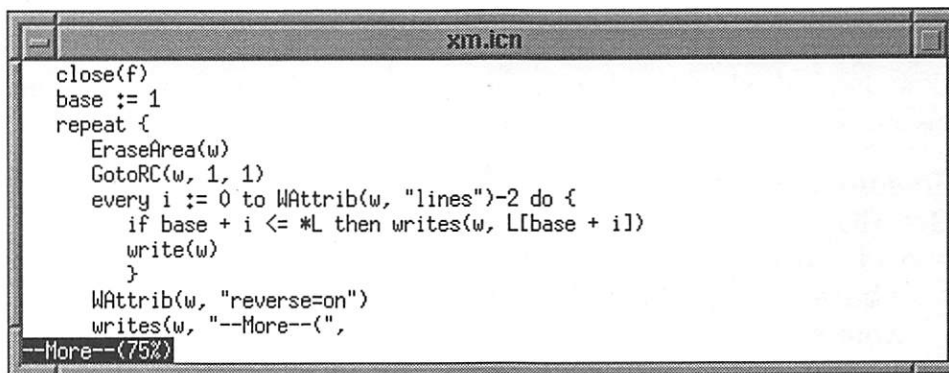 xm.icn
close(f)
base := 1
repeat {
EraseArea(w)
GotoRC(w, 1, 1)
every i := 0 to WAttrib(w, "lines")-2 do {
if base + i <= *L then writes(w, L[base + i])
write(w)
}
WAttrib(w, "reverse=on")
writes(w, "--More--(",
--More--(75%)